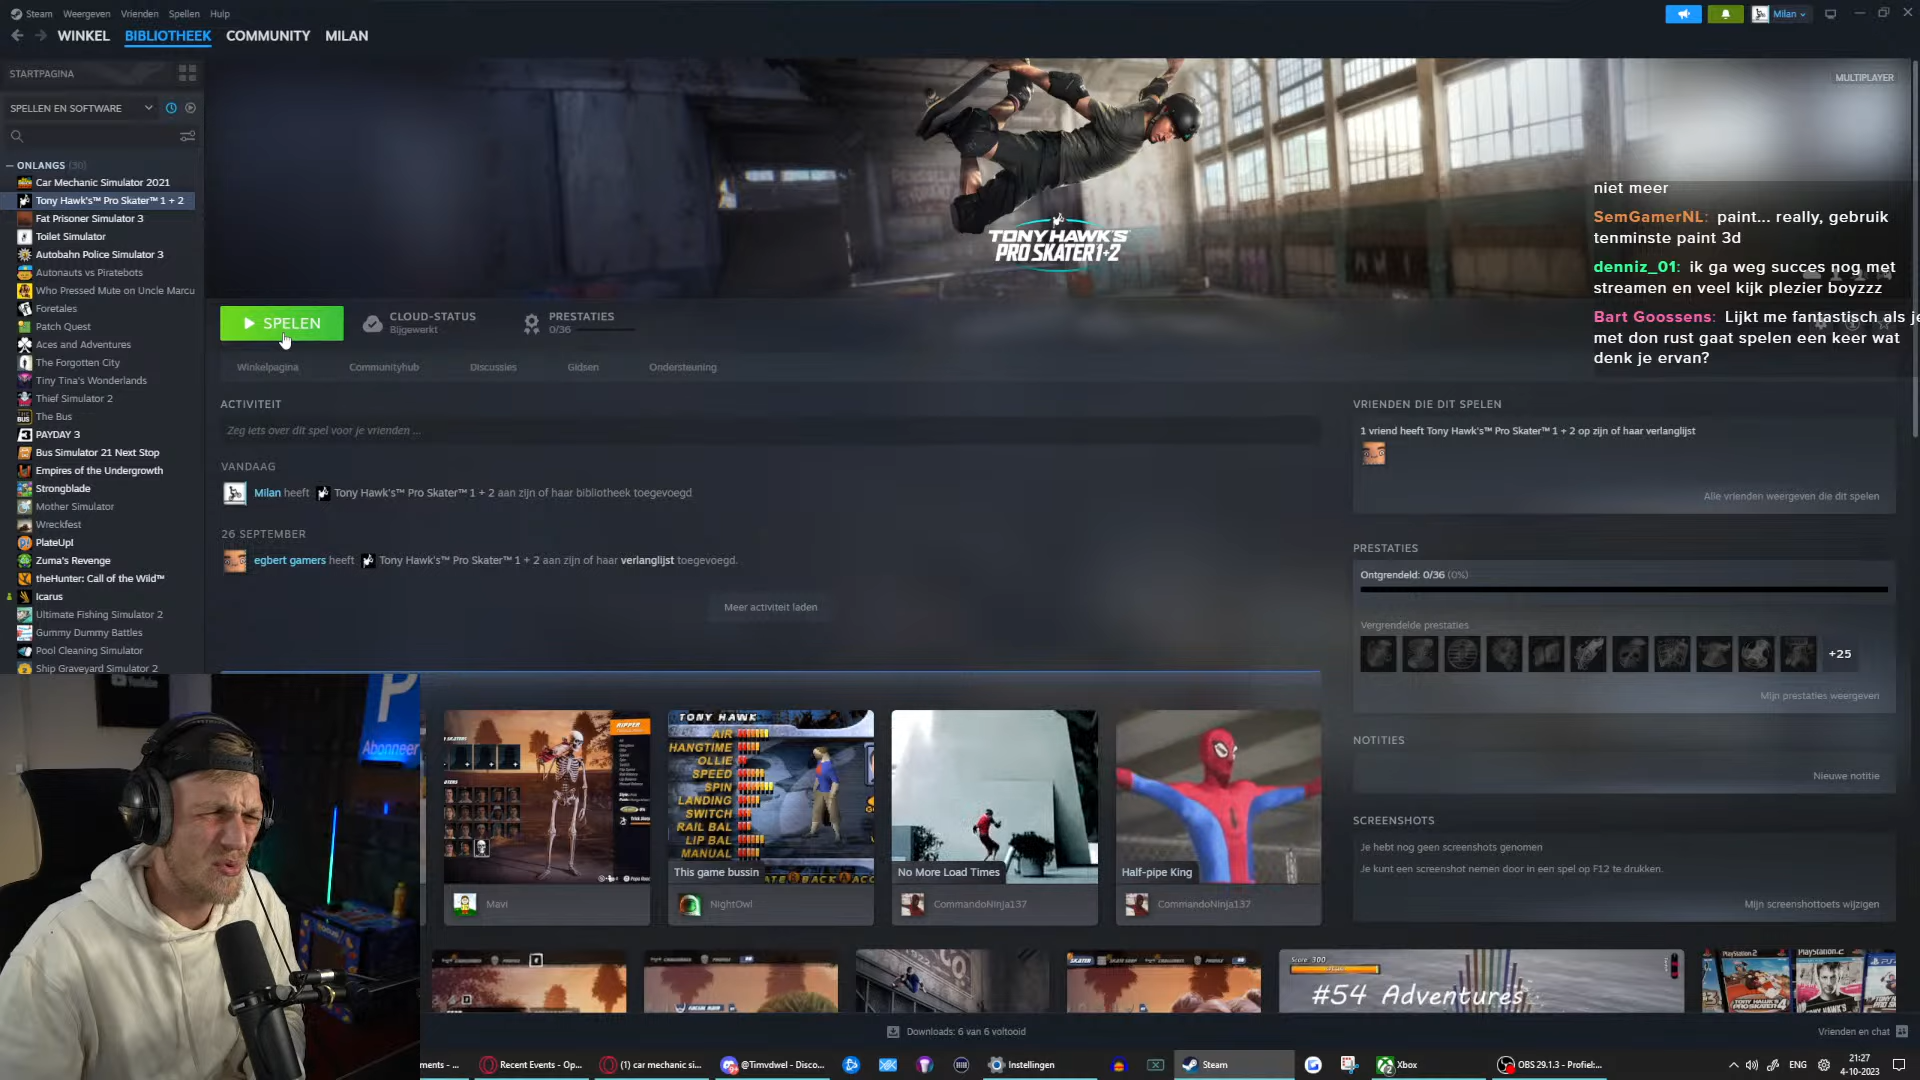 Steam Weergeven Vrienden Spellen Hulp
Milan
WINKEL BIBLIOTHEEK COMMUNITY MILAN
STARTPAGINA
SPELLEN EN SOFTWARE
ONLANGS (30)
Car Mechanic Simulator 2021
Tony Hawk's™ Pro Skater™ 1 + 2
Fat Prisoner Simulator 3
Toilet Simulator
Autobahn Police Simulator 3
Autonauts vs Piratebots
Who Pressed Mute on Uncle Marcu
Foretales
Patch Quest
Aces and Adventures
The Forgotten City
Tiny Tina's Wonderlands
Thief Simulator 2
The Bus
PAYDAY 3
Bus Simulator 21 Next Stop
Empires of the Undergrowth
Strongblade
Mother Simulator
Wreckfest
PlateUp!
Zuma's Revenge
theHunter: Call of the Wild™
Icarus
Ultimate Fishing Simulator 2
Gummy Dummy Battles
Pool Cleaning Simulator
Ship Graveyard Simulator 2
MULTIPLAYER
TONY HAWK'S
PRO SKATER 1+2
niet meer
SemGamerNL: paint... really, gebruik
tenminste paint 3d
denniz_01: ik ga weg succes nog met
streamen en veel kijk plezier boyzzz
Bart Goossens: Lijkt me fantastisch als je
met don rust gaat spelen een keer wat
denk je ervan?
SPELEN
CLOUD-STATUS
Bijgewerkt
PRESTATIES
0/36
Winkelpagina Communityhub Discussies Gidsen Ondersteuning
ACTIVITEIT
Zeg iets over dit spel voor je vrienden ...
VANDAAG
Milan heeft Tony Hawk's™ Pro Skater™ 1 + 2 aan zijn of haar bibliotheek toegevoegd
26 SEPTEMBER
egbert gamers heeft Tony Hawk's™ Pro Skater™ 1 + 2 aan zijn of haar verlanglijst toegevoegd.
Meer activiteit laden
VRIENDEN DIE DIT SPELEN
1 vriend heeft Tony Hawk's™ Pro Skater™ 1 + 2 op zijn of haar verlanglijst
Alle vrienden weergeven die dit spelen
PRESTATIES
Ontgrendeld: 0/36 (0%)
Vergrendelde prestaties
+25
Mijn prestaties weergeven
NOTITIES
Nieuwe notitie
SCREENSHOTS
Je hebt nog geen screenshots genomen
Je kunt een screenshot nemen door in een spel op F12 te drukken.
Mijn screenshottoets wijzigen
YouTube
P
Abonneer
RIPPER
Mavi
TONY HAWK
AIR
HANGTIME
OLLIE
SPEED
SPIN
LANDING
SWITCH
RAIL BAL
LIP BAL
MANUAL
This game bussin
NightOwl
No More Load Times
CommandoNinja137
Half-pipe King
CommandoNinja137
Score 300
#54 Adventures
PlayStation 2
PlayStation 2
Downloads: 6 van 6 voltooid
Vrienden en chat
ments - ...
Recent Events - Op...
(1) car mechanic si...
@Timvdwel - Disco...
Instellingen
Steam
Xbox
OBS 29.1.3 - Profiel:...
ENG
21:27
4-10-2023